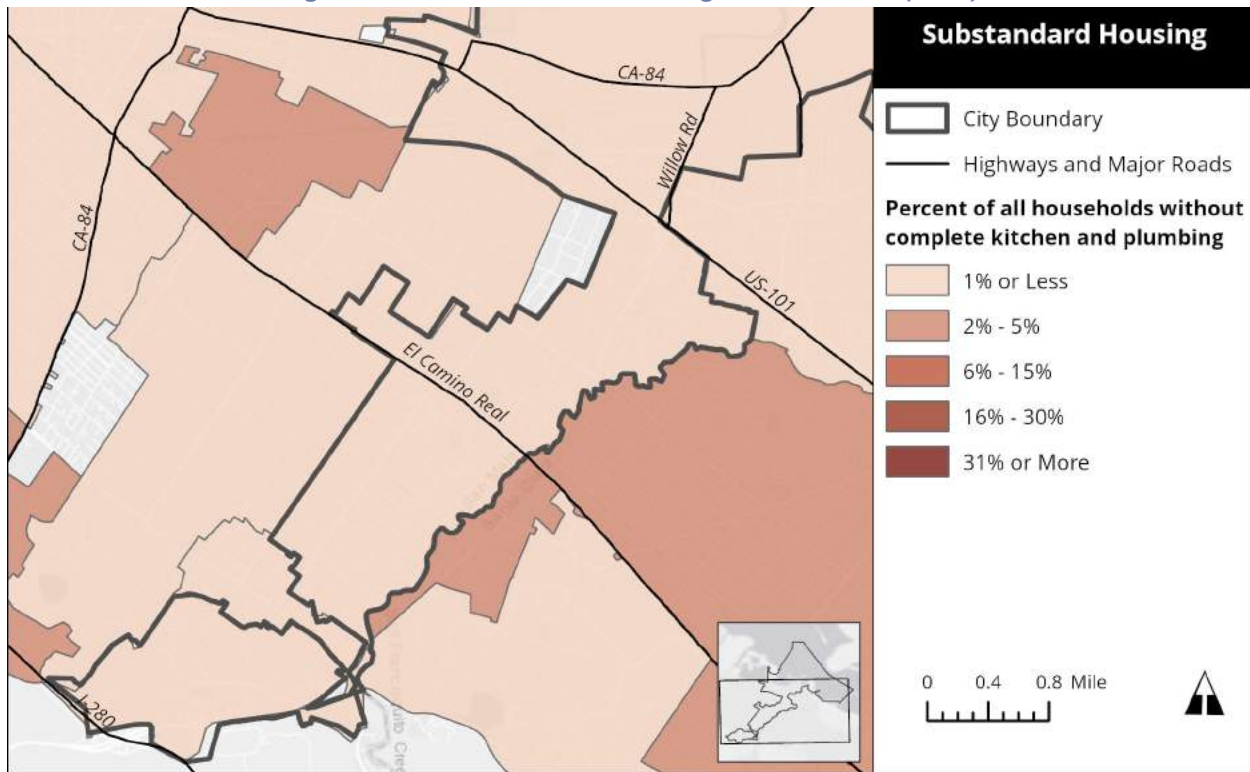 Substandard Housing
City Boundary
Highways and Major Roads
Percent of all households without
complete kitchen and plumbing
1% or Less
2% - 5%
6% - 15%
16% - 30%
31% or More
0 0.4 0.8 Mile
CA-84
Willow Rd
CA-84
US-101
El Camino Real
I-280